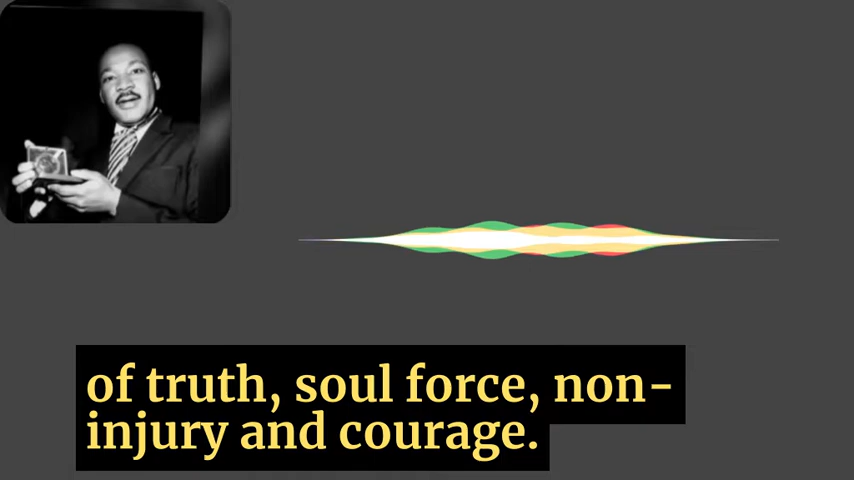 of truth, soul force, non-
injury and courage.